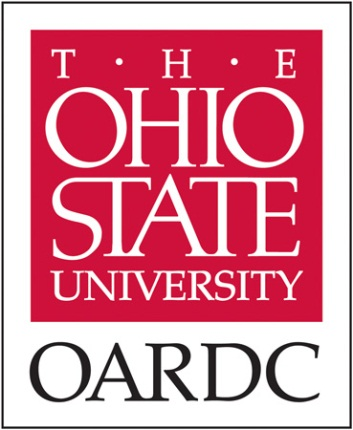 T · H · E
OHIO
STATE
UNIVERSITY
OARDC